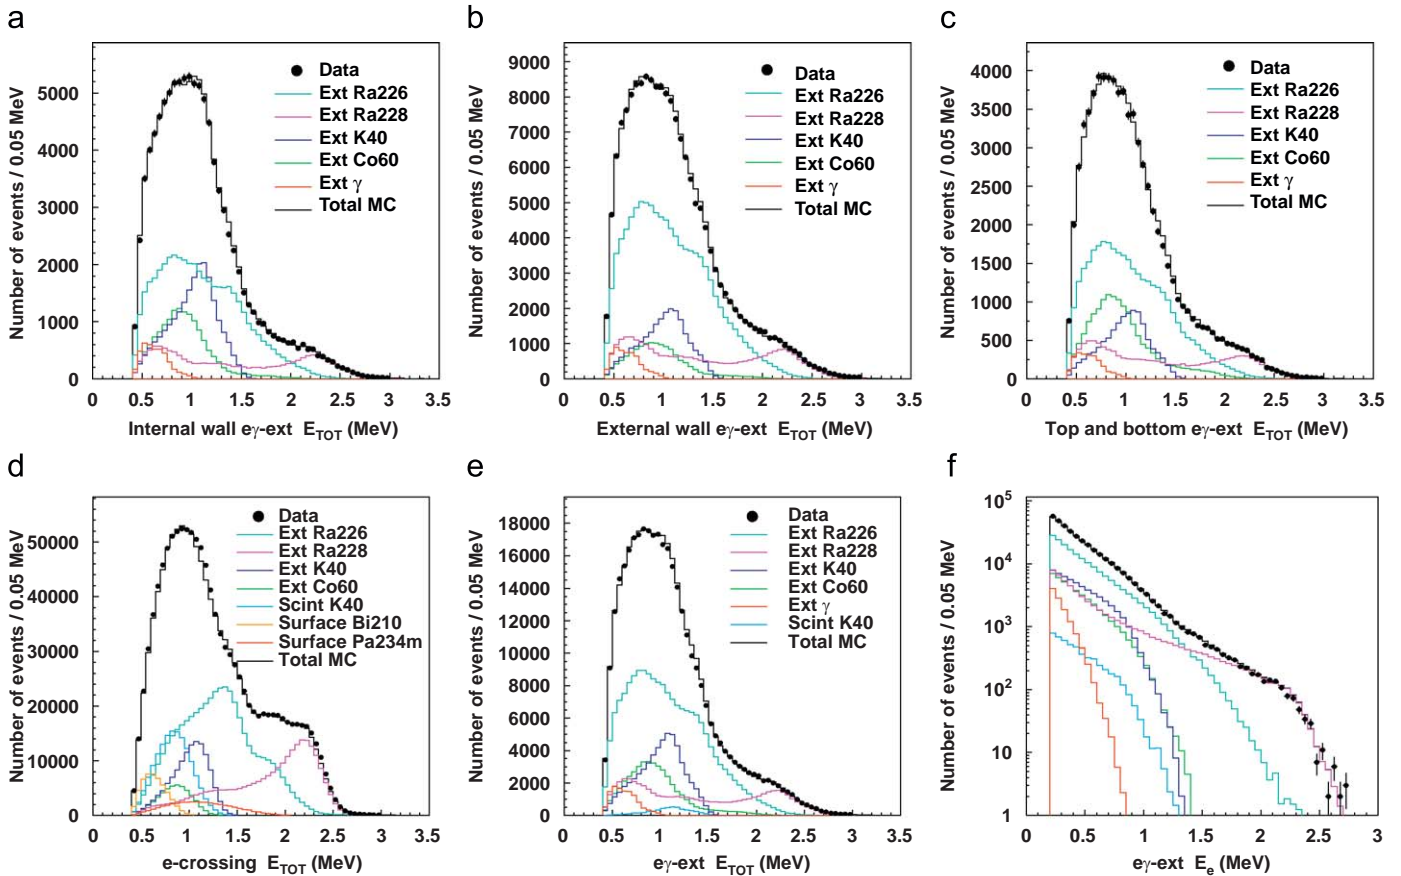 a
Number of events / 0.05 MeV
5000
4000
3000
2000
1000
0
Data
Ext Ra226
Ext Ra228
Ext K40
Ext Co60
Ext γ
Total MC
0 0.5 1 1.5 2 2.5 3 3.5
Internal wall eγ-ext E_TOT (MeV)
b
Number of events / 0.05 MeV
9000
8000
7000
6000
5000
4000
3000
2000
1000
0
Data
Ext Ra226
Ext Ra228
Ext K40
Ext Co60
Ext γ
Total MC
0 0.5 1 1.5 2 2.5 3 3.5
External wall eγ-ext E_TOT (MeV)
c
Number of events / 0.05 MeV
4000
3500
3000
2500
2000
1500
1000
500
0
Data
Ext Ra226
Ext Ra228
Ext K40
Ext Co60
Ext γ
Total MC
0 0.5 1 1.5 2 2.5 3 3.5
Top and bottom eγ-ext E_TOT (MeV)
d
Number of events / 0.05 MeV
50000
40000
30000
20000
10000
0
Data
Ext Ra226
Ext Ra228
Ext K40
Ext Co60
Scint K40
Surface Bi210
Surface Pa234m
Total MC
0 0.5 1 1.5 2 2.5 3 3.5
e-crossing E_TOT (MeV)
e
Number of events / 0.05 MeV
18000
16000
14000
12000
10000
8000
6000
4000
2000
0
Data
Ext Ra226
Ext Ra228
Ext K40
Ext Co60
Ext γ
Scint K40
Total MC
0 0.5 1 1.5 2 2.5 3 3.5
eγ-ext E_TOT (MeV)
f
Number of events / 0.05 MeV
10^5
10^4
10^3
10^2
10
1
0 0.5 1 1.5 2 2.5 3
eγ-ext E_e (MeV)